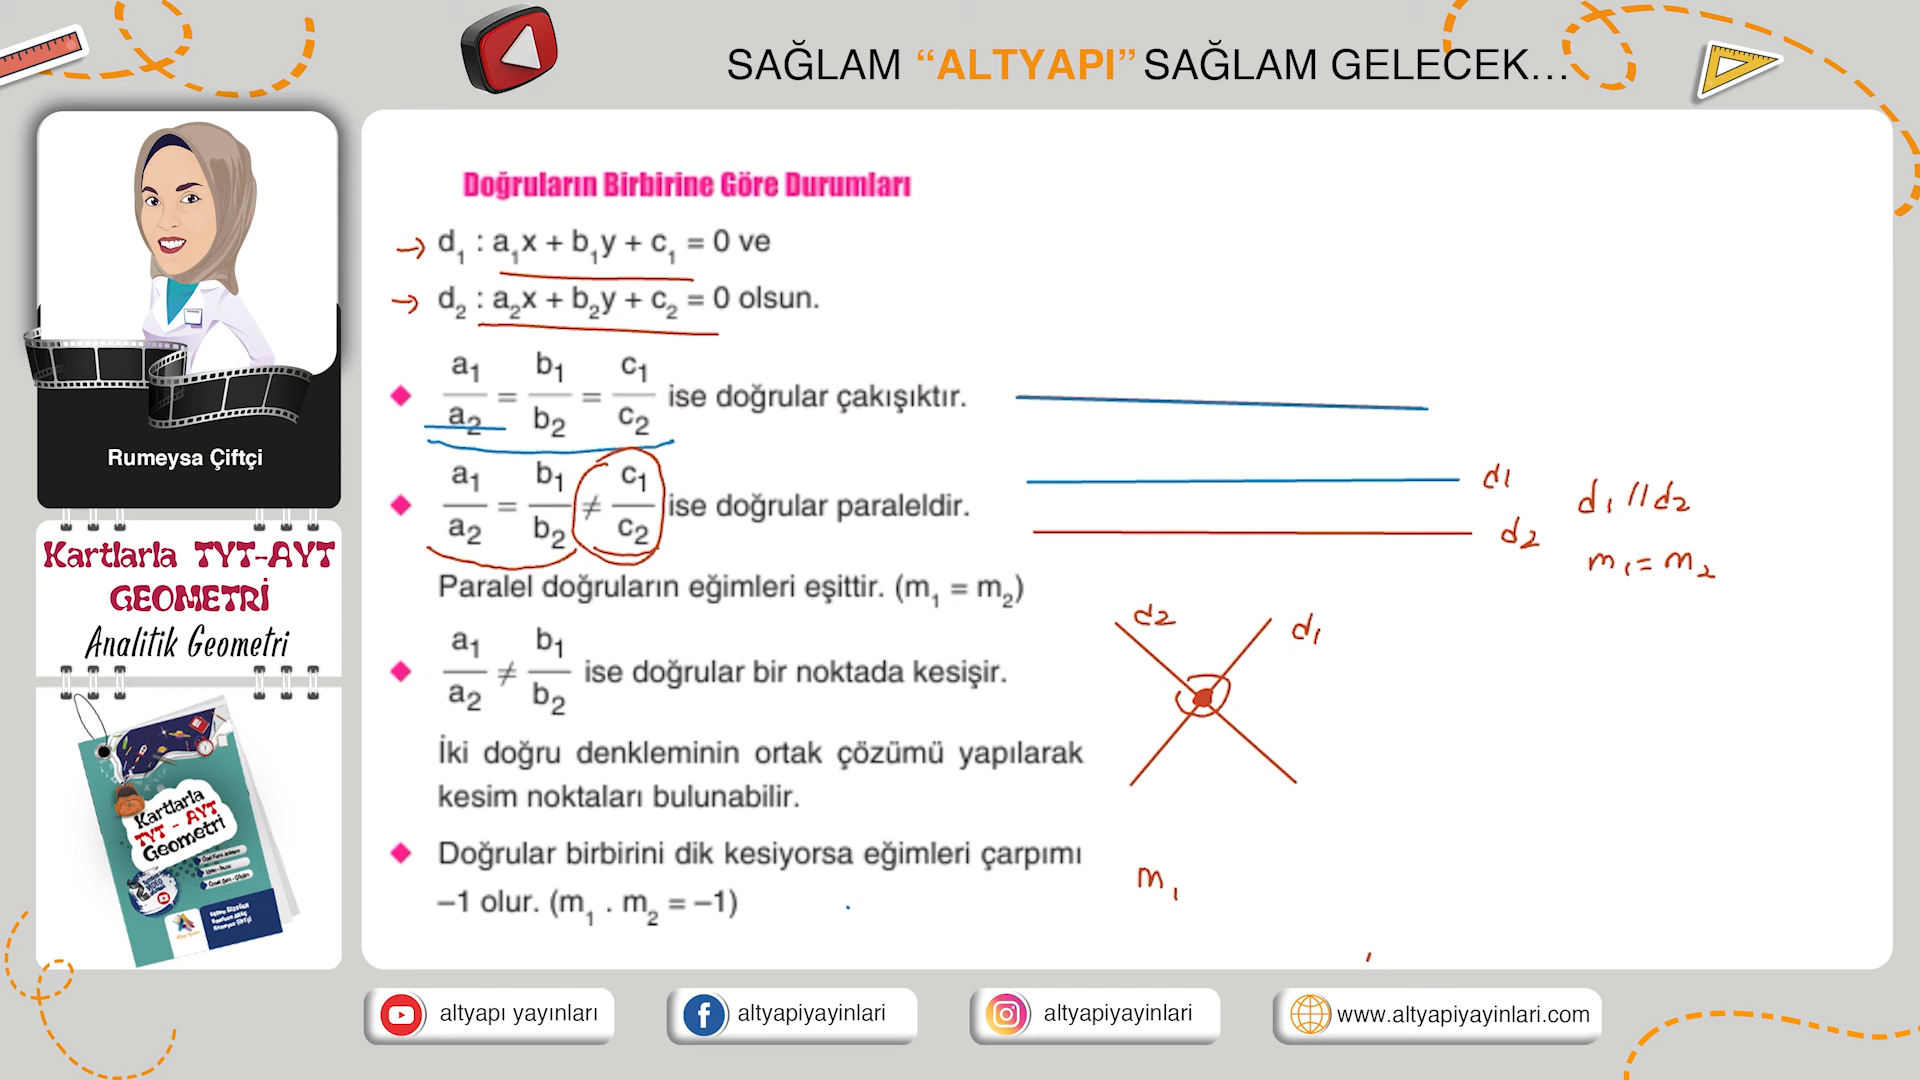 SAĞLAM “ALTYAPI” SAĞLAM GELECEK...
Rumeysa Çiftçi
Kartlarla TYT-AYT
GEOMETRİ
Analitik Geometri
Kartlarla
TYT - AYT
Geometri
Doğruların Birbirine Göre Durumları
→ d₁ : a₁x + b₁y + c₁ = 0 ve
→ d₂ : a₂x + b₂y + c₂ = 0 olsun.
a₁/a₂ = b₁/b₂ = c₁/c₂ ise doğrular çakışıktır.
a₁/a₂ = b₁/b₂ ≠ c₁/c₂ ise doğrular paraleldir.
d₁
d₂
d₁ // d₂
m₁ = m₂
Paralel doğruların eğimleri eşittir. (m₁ = m₂)
a₁/a₂ ≠ b₁/b₂ ise doğrular bir noktada kesişir.
d₂
d₁
İki doğru denkleminin ortak çözümü yapılarak
kesim noktaları bulunabilir.
Doğrular birbirini dik kesiyorsa eğimleri çarpımı
–1 olur. (m₁ . m₂ = –1)
m₁
altyapı yayınları
altyapiyayinlari
altyapiyayinlari
www.altyapiyayinlari.com